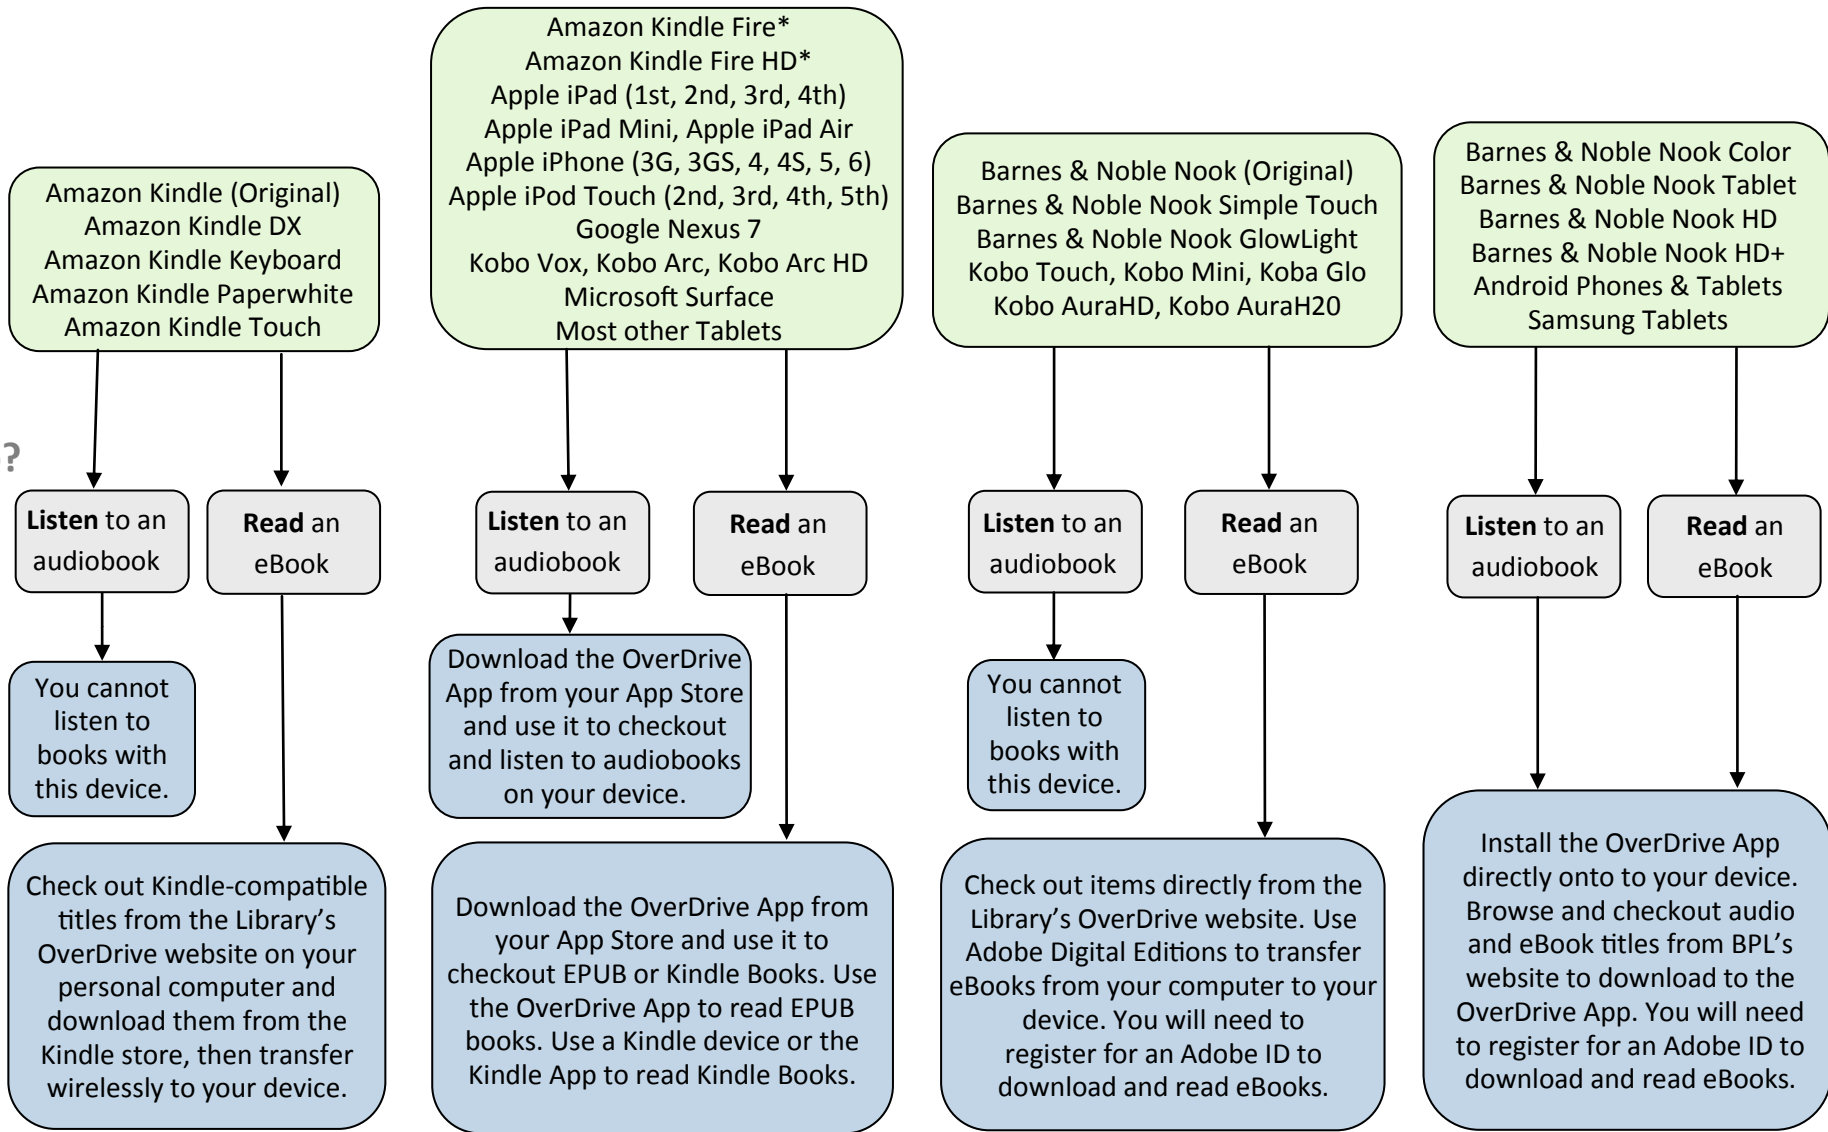 Amazon Kindle (Original)
Amazon Kindle DX
Amazon Kindle Keyboard
Amazon Kindle Paperwhite
Amazon Kindle Touch
?
Listen to an
audiobook
Read an
eBook
You cannot
listen to
books with
this device.
Check out Kindle-compatible
titles from the Library’s
OverDrive website on your
personal computer and
download them from the
Kindle store, then transfer
wirelessly to your device.
Amazon Kindle Fire*
Amazon Kindle Fire HD*
Apple iPad (1st, 2nd, 3rd, 4th)
Apple iPad Mini, Apple iPad Air
Apple iPhone (3G, 3GS, 4, 4S, 5, 6)
Apple iPod Touch (2nd, 3rd, 4th, 5th)
Google Nexus 7
Kobo Vox, Kobo Arc, Kobo Arc HD
Microsoft Surface
Most other Tablets
Listen to an
audiobook
Read an
eBook
Download the OverDrive
App from your App Store
and use it to checkout
and listen to audiobooks
on your device.
Download the OverDrive App from
your App Store and use it to
checkout EPUB or Kindle Books. Use
the OverDrive App to read EPUB
books. Use a Kindle device or the
Kindle App to read Kindle Books.
Barnes & Noble Nook (Original)
Barnes & Noble Nook Simple Touch
Barnes & Noble Nook GlowLight
Kobo Touch, Kobo Mini, Koba Glo
Kobo AuraHD, Kobo AuraH20
Listen to an
audiobook
Read an
eBook
You cannot
listen to
books with
this device.
Check out items directly from the
Library’s OverDrive website. Use
Adobe Digital Editions to transfer
eBooks from your computer to your
device. You will need to
register for an Adobe ID to
download and read eBooks.
Barnes & Noble Nook Color
Barnes & Noble Nook Tablet
Barnes & Noble Nook HD
Barnes & Noble Nook HD+
Android Phones & Tablets
Samsung Tablets
Listen to an
audiobook
Read an
eBook
Install the OverDrive App
directly onto to your device.
Browse and checkout audio
and eBook titles from BPL’s
website to download to the
OverDrive App. You will need
to register for an Adobe ID to
download and read eBooks.